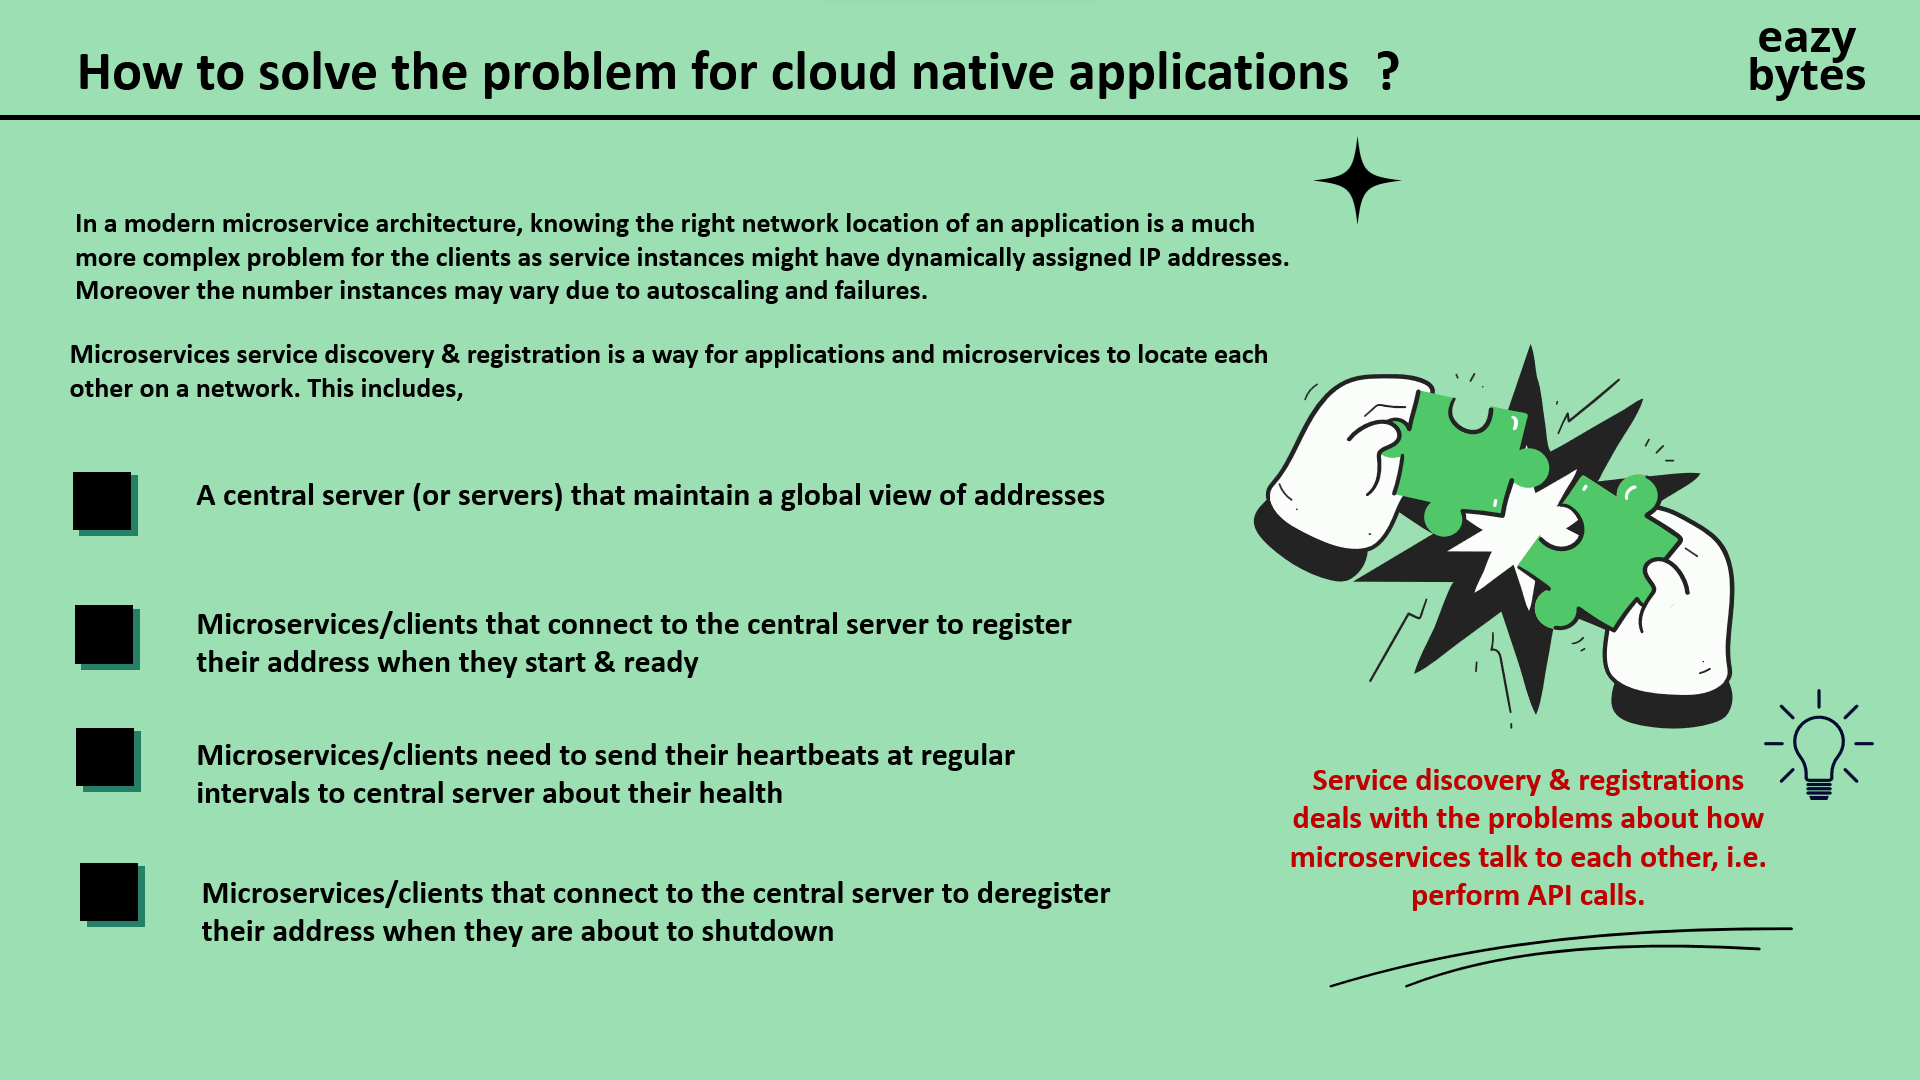 How to solve the problem for cloud native applications ?
eazy
bytes
In a modern microservice architecture, knowing the right network location of an application is a much
more complex problem for the clients as service instances might have dynamically assigned IP addresses.
Moreover the number instances may vary due to autoscaling and failures.
Microservices service discovery & registration is a way for applications and microservices to locate each
other on a network. This includes,
A central server (or servers) that maintain a global view of addresses
Microservices/clients that connect to the central server to register
their address when they start & ready
Microservices/clients need to send their heartbeats at regular
intervals to central server about their health
Microservices/clients that connect to the central server to deregister
their address when they are about to shutdown
Service discovery & registrations
deals with the problems about how
microservices talk to each other, i.e.
perform API calls.